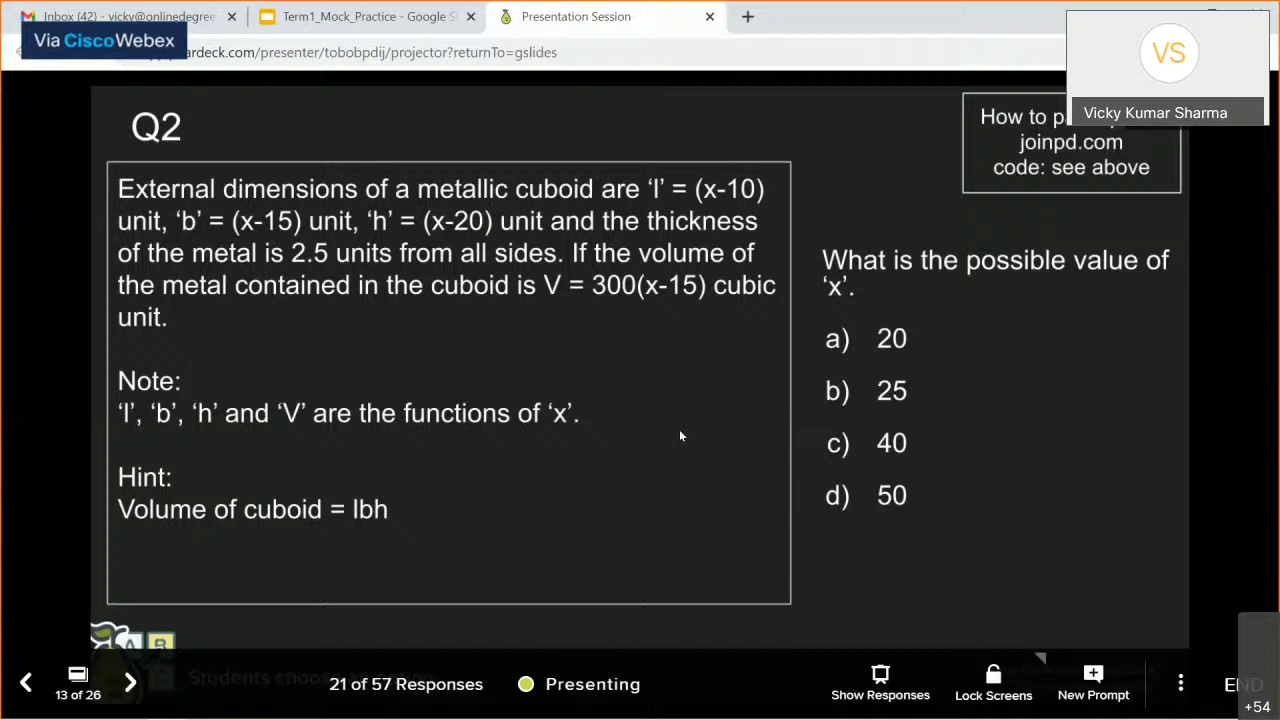 Inbox (42) - vicky@onlinedegree
Term1_Mock_Practice - Google S
Presentation Session
Via Cisco Webex
ardeck.com/presenter/tobobpdij/projector?returnTo=gslides
VS
Vicky Kumar Sharma
Q2
How to p
joinpd.com
code: see above
External dimensions of a metallic cuboid are ‘l’ = (x-10)
unit, ‘b’ = (x-15) unit, ‘h’ = (x-20) unit and the thickness
of the metal is 2.5 units from all sides. If the volume of
the metal contained in the cuboid is V = 300(x-15) cubic
unit.
Note:
‘l’, ‘b’, ‘h’ and ‘V’ are the functions of ‘x’.
Hint:
Volume of cuboid = lbh
What is the possible value of
‘x’.
a) 20
b) 25
c) 40
d) 50
A B
Students choose
13 of 26
21 of 57 Responses
Presenting
Show Responses
Lock Screens
New Prompt
END
+54